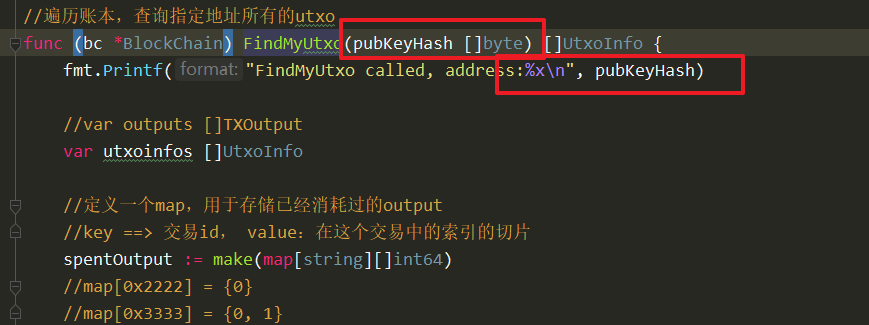 //遍历账本，查询指定地址所有的utxo
func (bc *BlockChain) FindMyUtxo(pubKeyHash []byte) []UtxoInfo {
fmt.Printf( format: "FindMyUtxo called, address:%x\n", pubKeyHash)
//var outputs []TXOutput
var utxoinfos []UtxoInfo
//定义一个map，用于存储已经消耗过的output
//key ==> 交易id， value：在这个交易中的索引的切片
spentOutput := make(map[string][]int64)
//map[0x2222] = {0}
//map[0x3333] = {0, 1}